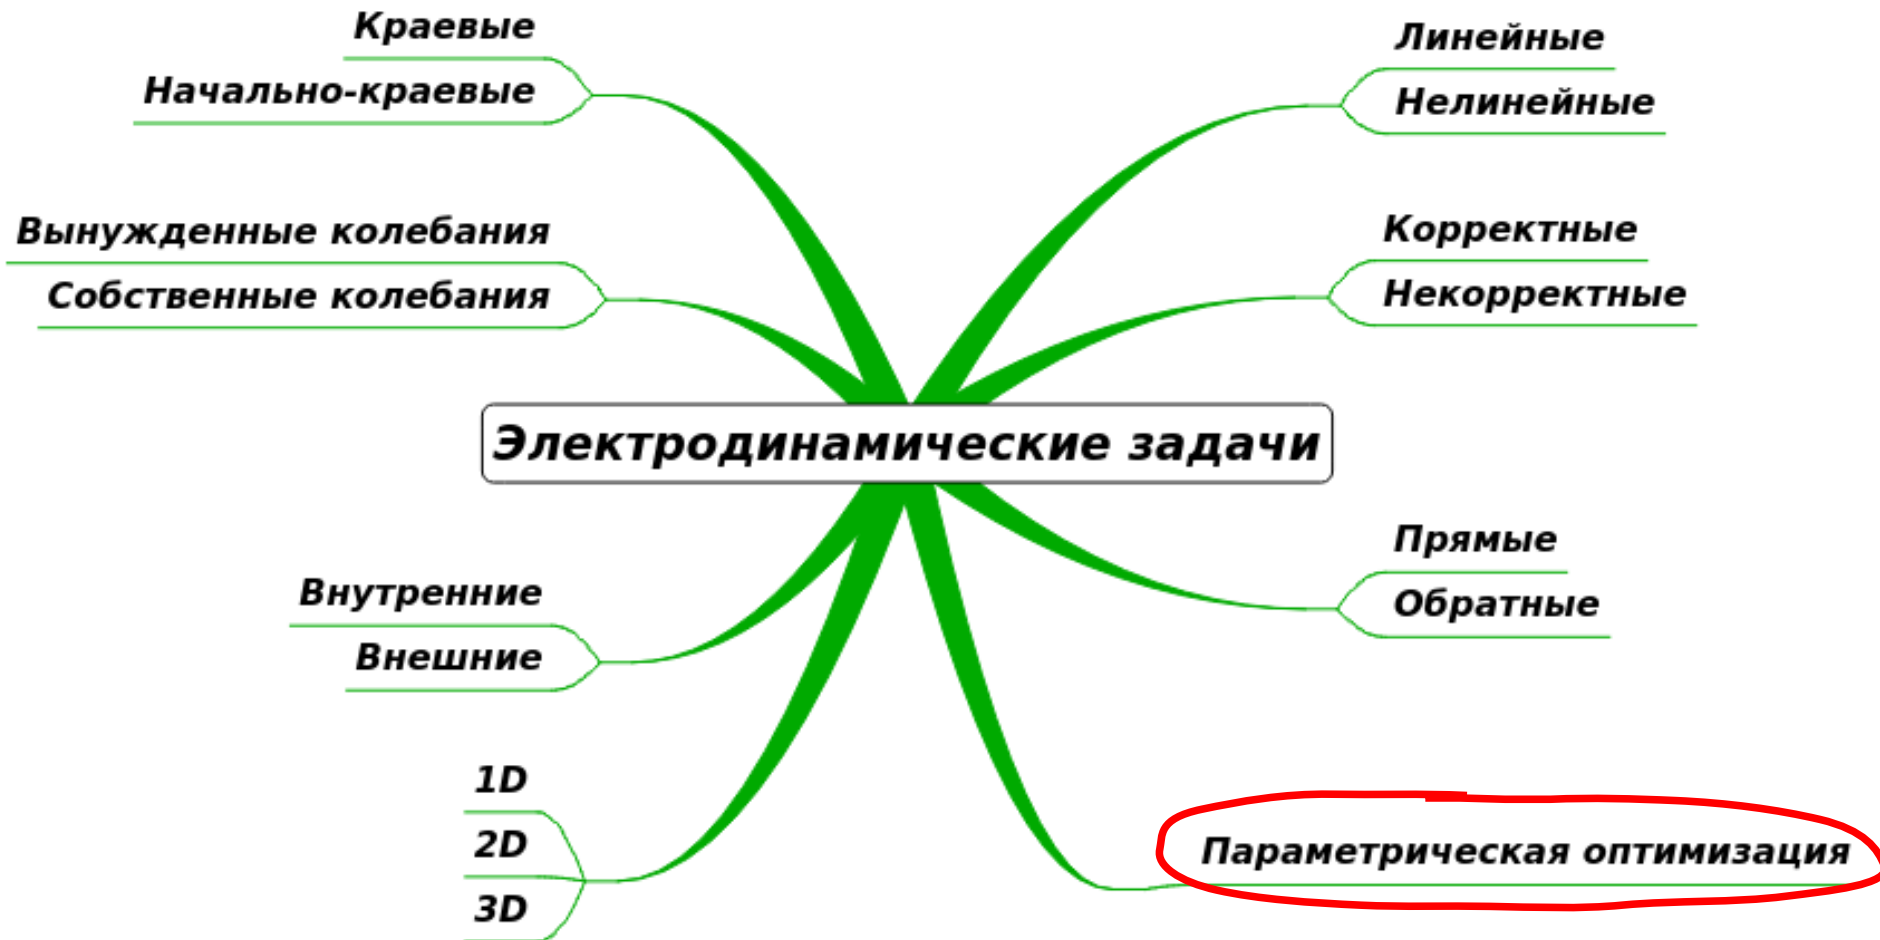 Краевые
Начально-краевые
Вынужденные колебания
Собственные колебания
Линейные
Нелинейные
Корректные
Некорректные
Электродинамические задачи
Внутренние
Внешние
1D
2D
3D
Прямые
Обратные
Параметрическая оптимизация